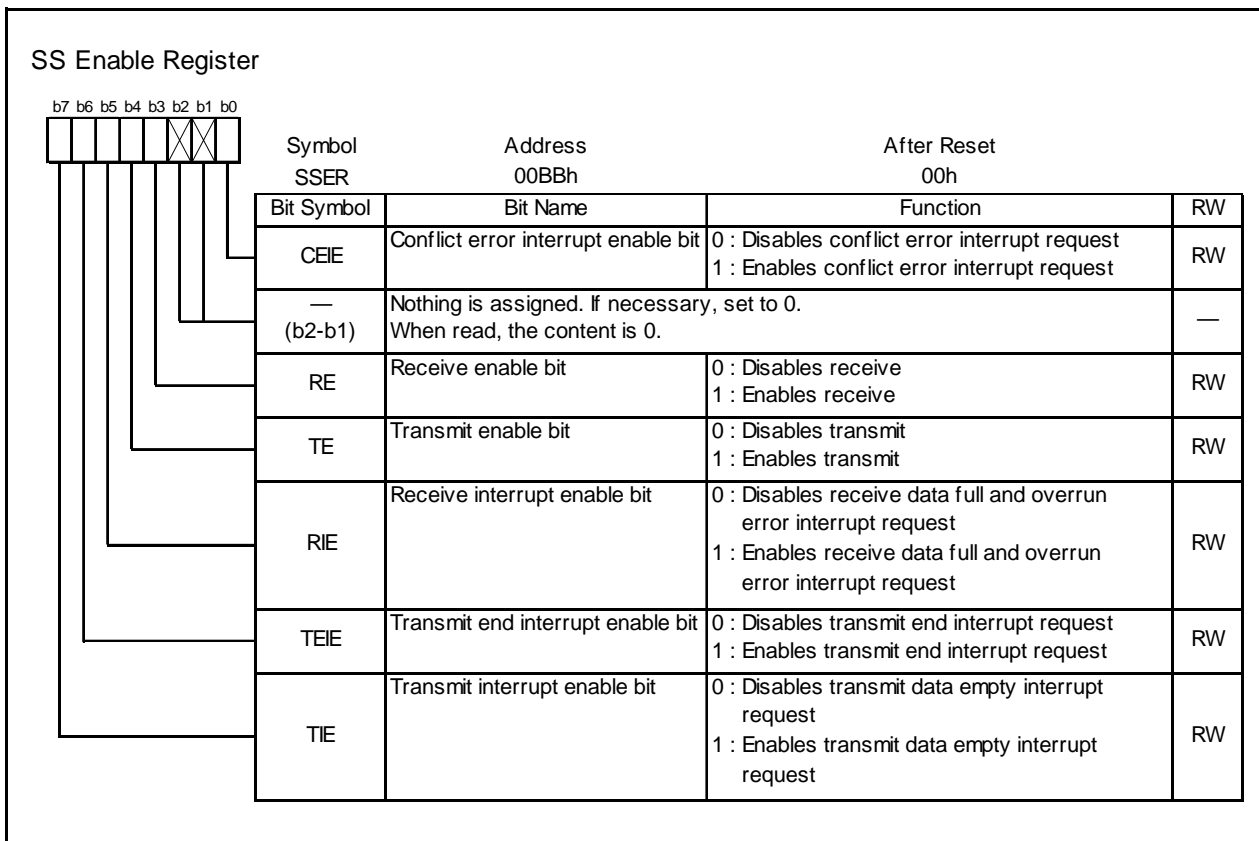 SS Enable Register
b7 b6 b5 b4 b3 b2 b1 b0
Symbol Address After Reset
SSER 00BBh 00h
Bit Symbol Bit Name Function RW
CEIE Conflict error interrupt enable bit 0 : Disables conflict error interrupt request RW
1 : Enables conflict error interrupt request
— Nothing is assigned. If necessary, set to 0. —
(b2-b1) When read, the content is 0.
RE Receive enable bit 0 : Disables receive RW
1 : Enables receive
TE Transmit enable bit 0 : Disables transmit RW
1 : Enables transmit
RIE Receive interrupt enable bit 0 : Disables receive data full and overrun RW
error interrupt request
1 : Enables receive data full and overrun
error interrupt request
TEIE Transmit end interrupt enable bit 0 : Disables transmit end interrupt request RW
1 : Enables transmit end interrupt request
TIE Transmit interrupt enable bit 0 : Disables transmit data empty interrupt RW
request
1 : Enables transmit data empty interrupt
request